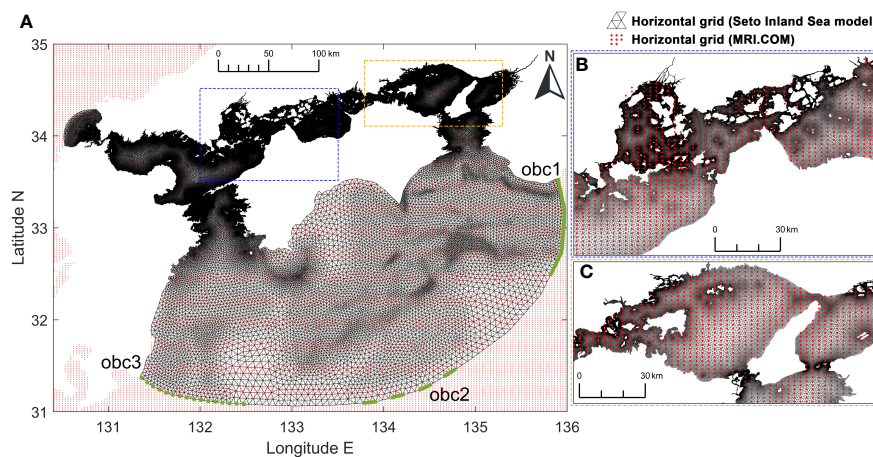 Horizontal grid (Seto Inland Sea model)
Horizontal grid (MRI.COM)
A
0 50 100 km
N
35
34
33
32
31
Latitude N
obc1
obc2
obc3
131 132 133 134 135 136
Longitude E
B
0 30 km
C
0 30 km